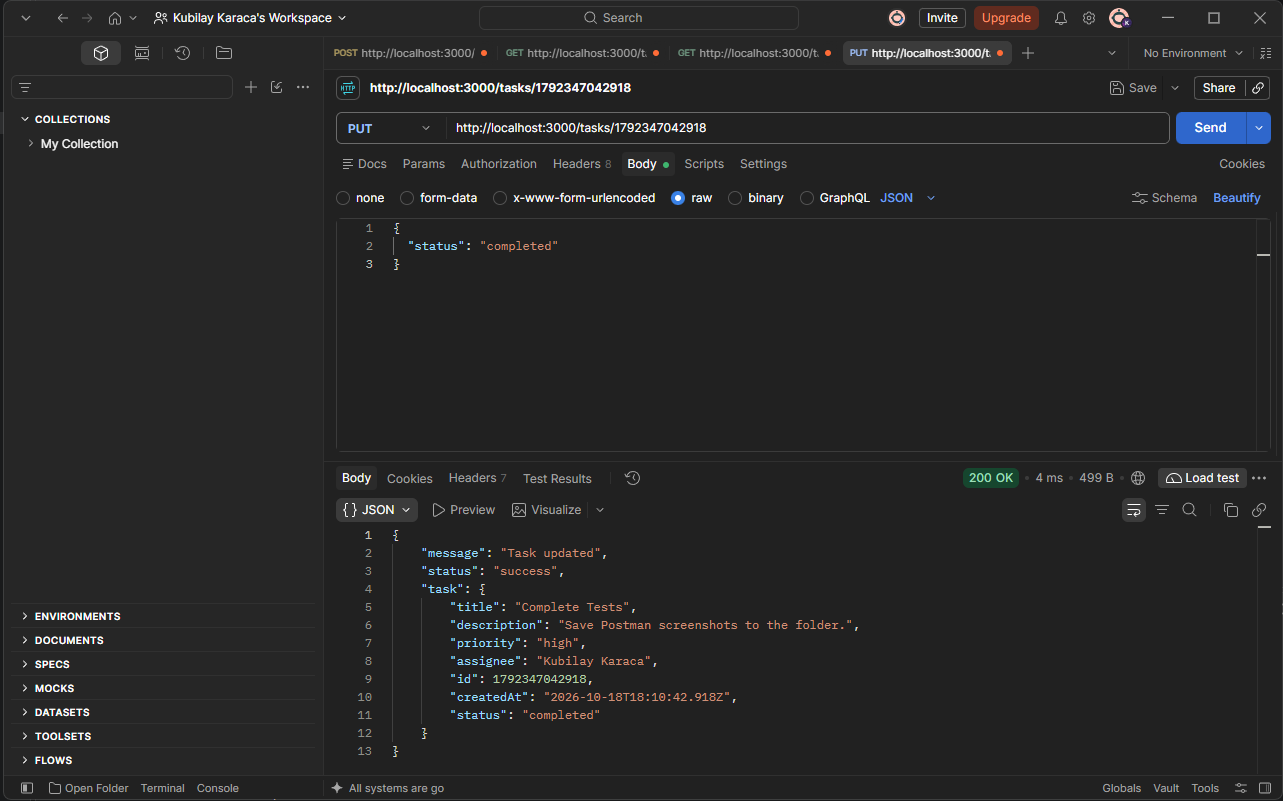 Kubilay Karaca's Workspace
Search
Invite
Upgrade
POST http://localhost:3000/
GET http://localhost:3000/t
GET http://localhost:3000/t
PUT http://localhost:3000/t
No Environment
HTTP http://localhost:3000/tasks/1792347042918
Save
Share
COLLECTIONS
My Collection
PUT http://localhost:3000/tasks/1792347042918
Send
Docs Params Authorization Headers 8 Body Scripts Settings Cookies
none form-data x-www-form-urlencoded raw binary GraphQL JSON Schema Beautify
1 {
2 "status": "completed"
3 }
Body Cookies Headers 7 Test Results 200 OK • 4 ms • 499 B • Load test
{} JSON Preview Visualize
1 {
2 "message": "Task updated",
3 "status": "success",
4 "task": {
5 "title": "Complete Tests",
6 "description": "Save Postman screenshots to the folder.",
7 "priority": "high",
8 "assignee": "Kubilay Karaca",
9 "id": 1792347042918,
10 "createdAt": "2026-10-18T18:10:42.918Z",
11 "status": "completed"
12 }
13 }
ENVIRONMENTS
DOCUMENTS
SPECS
MOCKS
DATASETS
TOOLSETS
FLOWS
Open Folder Terminal Console All systems are go Globals Vault Tools